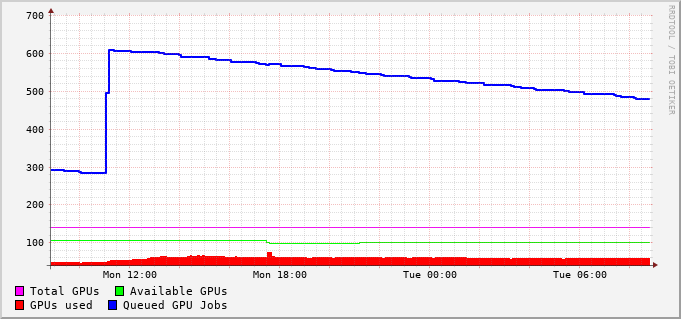 700
600
500
400
300
200
100
Mon 12:00 Mon 18:00 Tue 00:00 Tue 06:00
Total GPUs Available GPUs
GPUs used Queued GPU Jobs
RRDTOOL / TOBI OETIKER